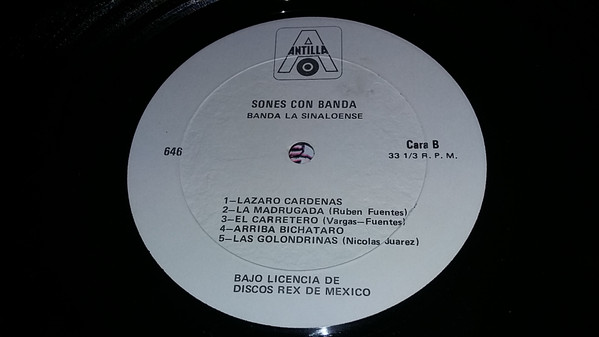 ANTILLA
SONES CON BANDA
BANDA LA SINALOENSE
646
Cara B
33 1/3 R. P. M.
1—LAZARO CARDENAS
2—LA MADRUGADA (Ruben Fuentes)
3—EL CARRETERO (Vargas—Fuentes)
4—ARRIBA BICHATARO
5—LAS GOLONDRINAS (Nicolas Juarez)
BAJO LICENCIA DE
DISCOS REX DE MEXICO